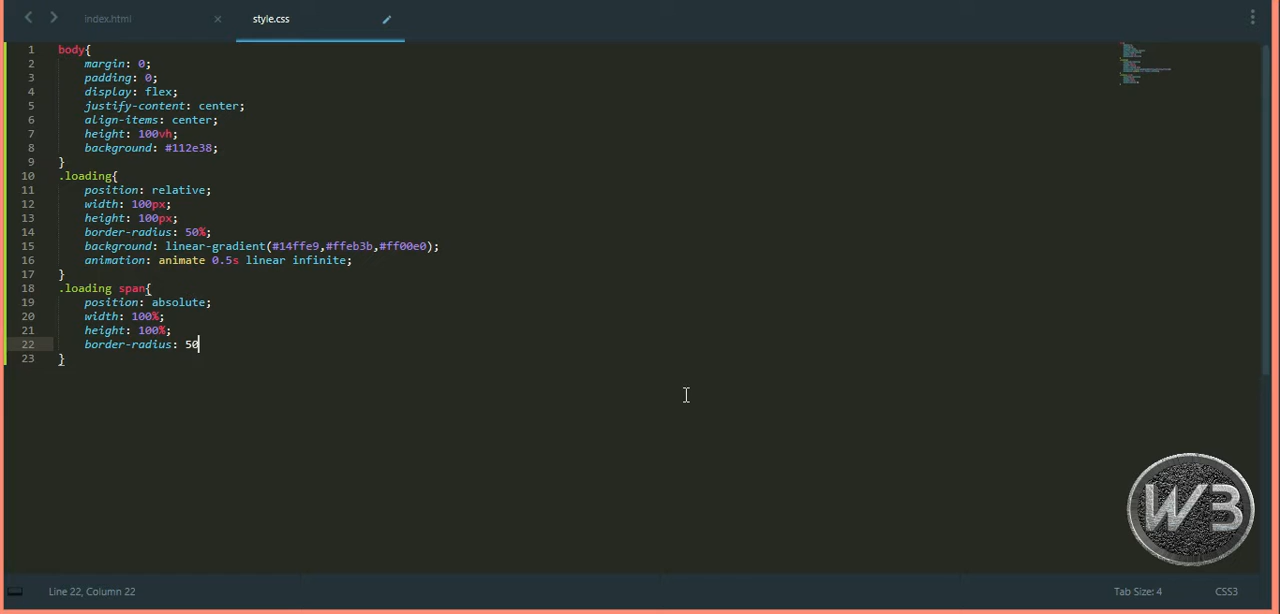 index.html
style.css
1 body{
2 margin: 0;
3 padding: 0;
4 display: flex;
5 justify-content: center;
6 align-items: center;
7 height: 100vh;
8 background: #112e38;
9 }
10 .loading{
11 position: relative;
12 width: 100px;
13 height: 100px;
14 border-radius: 50%;
15 background: linear-gradient(#14ffe9,#ffeb3b,#ff00e0);
16 animation: animate 0.5s linear infinite;
17 }
18 .loading span{
19 position: absolute;
20 width: 100%;
21 height: 100%;
22 border-radius: 50
23 }
WB
Line 22, Column 22
Tab Size: 4
CSS3